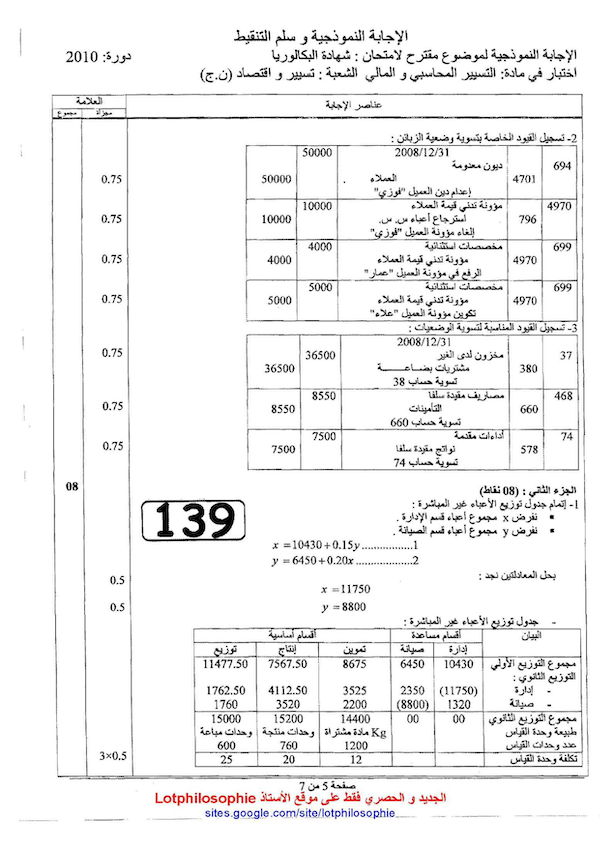 الإجابة النموذجية و سلم التنقيط
الإجابة النموذجية لموضوع مقترح لامتحان : شهادة البكالوريا دورة: 2010
اختبار في مادة: التسيير المحاسبي و المالي الشعبة : تسيير و اقتصاد (ن.ج)
عناصر الإجابة العلامة
مجزأة مجموع
2- تسجيل القيود الخاصة بتسوية وضعية الزبائن :
2008/12/31
694 ديون معدومة 50000
4701 العملاء 50000 0.75
إعدام دين العميل "فوزي"
4970 مؤونة تدني قيمة العملاء 10000
796 استرجاع أعباء س. س. 10000 0.75
إلغاء مؤونة العميل "فوزي"
699 مخصصات استثنائية 4000
4970 مؤونة تدني قيمة العملاء 4000 0.75
الرفع في مؤونة العميل "عمار"
699 مخصصات استثنائية 5000
4970 مؤونة تدني قيمة العملاء 5000 0.75
تكوين مؤونة العميل "علاء"
3- تسجيل القيود المناسبة لتسوية الوضعيات :
2008/12/31
37 مخزون لدى الغير 36500 0.75
380 مشتريات بضاعة 36500
تسوية حساب 38
468 مصاريف مقيدة سلفا 8550
660 التأمينات 8550 0.75
تسوية حساب 660
74 أداءات مقدمة 7500
578 نواتج مقيدة سلفا 7500 0.75
تسوية حساب 74
الجزء الثاني : (08 نقاط) 08
1- إتمام جدول توزيع الأعباء غير المباشرة :
نفرض x مجموع أعباء قسم الإدارة .
نفرض y مجموع أعباء قسم الصيانة .
139
x =10430+0.15y..................1
y = 6450+0.20x..................2
بحل المعادلتين نجد :
x =11750 0.5
y = 8800 0.5
- جدول توزيع الأعباء غير المباشرة :
البيان أقسام مساعدة أقسام أساسية
إدارة صيانة تموين إنتاج توزيع
مجموع التوزيع الأولي 10430 6450 8675 7567.50 11477.50
التوزيع الثانوي :
- إدارة (11750) 2350 3525 4112.50 1762.50
- صيانة 1320 (8800) 2200 3520 1760
مجموع التوزيع الثانوي 00 00 14400 15200 15000
طبيعة وحدة القياس Kg مادة مشتراة وحدات منتجة وحدات مباعة
عدد وحدات القياس 1200 760 600
تكلفة وحدة القياس 12 20 25 3×0.5
صفحة 5 من 7
الجديد و الحصري فقط على موقع الأستاذ Lotphilosophie
sites.google.com/site/lotphilosophie